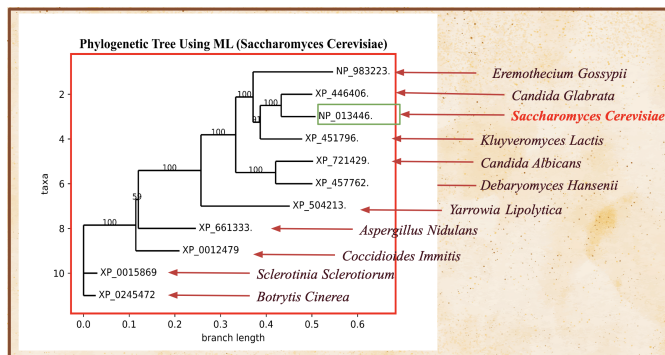 Phylogenetic Tree Using ML (Saccharomyces Cerevisiae)
NP_983223. Eremothecium Gossypii
100
2 XP_446406. Candida Glabrata
100
NP_013446. Saccharomyces Cerevisiae
91
4 XP_451796. Kluyveromyces Lactis
100
XP_721429. Candida Albicans
100
taxa
6 XP_457762. Debaryomyces Hansenii
59
XP_504213. Yarrowia Lipolytica
8 XP_661333. Aspergillus Nidulans
100
XP_0012479 Coccidioides Immitis
10 XP_0015869 Sclerotinia Sclerotiorum
XP_0245472 Botrytis Cinerea
0.0 0.1 0.2 0.3 0.4 0.5 0.6
branch length